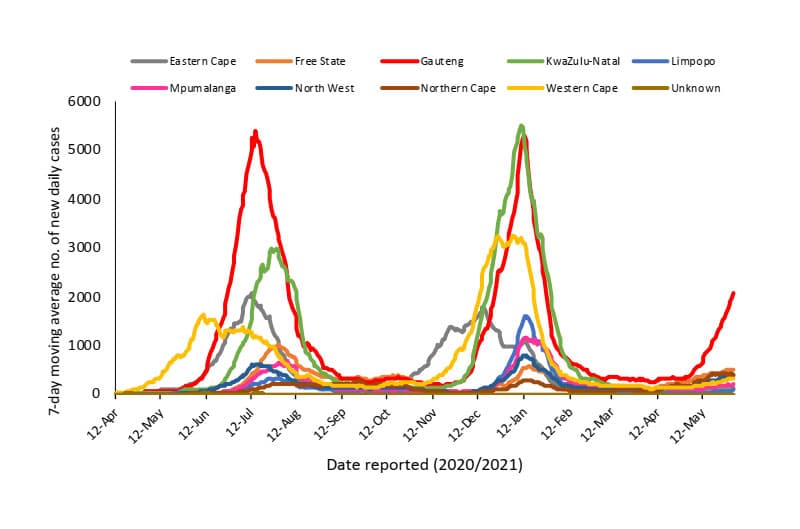 Eastern Cape Free State Gauteng KwaZulu-Natal Limpopo
Mpumalanga North West Northern Cape Western Cape Unknown
7-day moving average no. of new daily cases
6000
5000
4000
3000
2000
1000
0
12-Apr 12-May 12-Jun 12-Jul 12-Aug 12-Sep 12-Oct 12-Nov 12-Dec 12-Jan 12-Feb 12-Mar 12-Apr 12-May
Date reported (2020/2021)